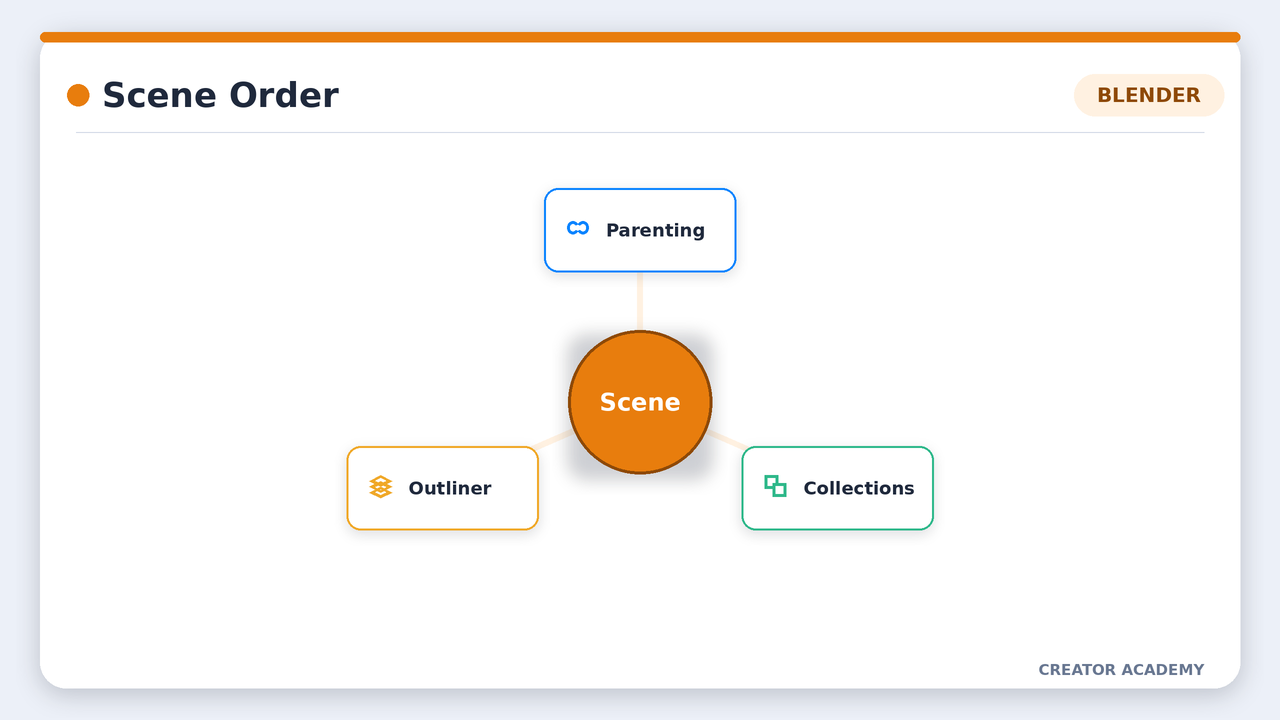 Scene Order
BLENDER
Parenting
Scene
Outliner
Collections
CREATOR ACADEMY